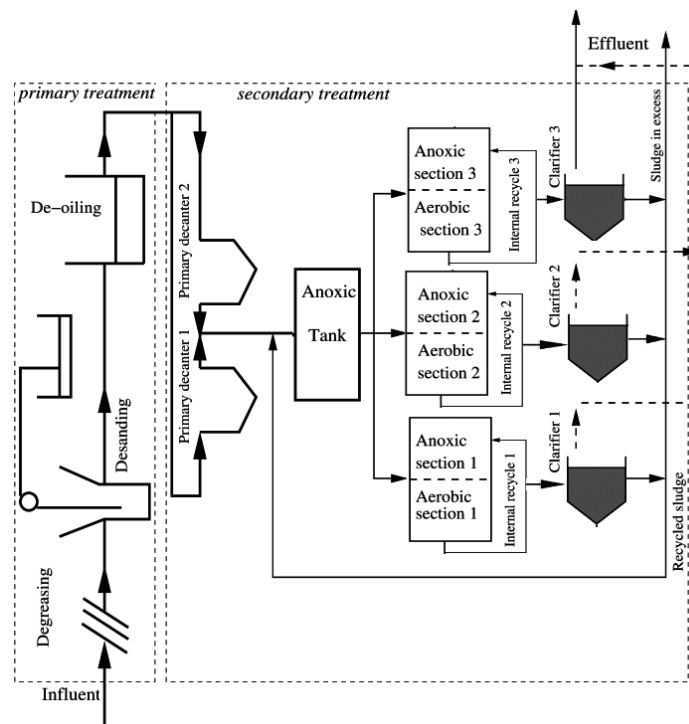 Effluent
primary treatment
secondary treatment
De-oiling
Desanding
Degreasing
Influent
Primary decanter 2
Primary decanter 1
Anoxic
Tank
Anoxic
section 3
Aerobic
section 3
Internal recycle 3
Clarifier 3
Anoxic
section 2
Aerobic
section 2
Internal recycle 2
Clarifier 2
Anoxic
section 1
Aerobic
section 1
Internal recycle 1
Clarifier 1
Sludge in excess
Recycled sludge